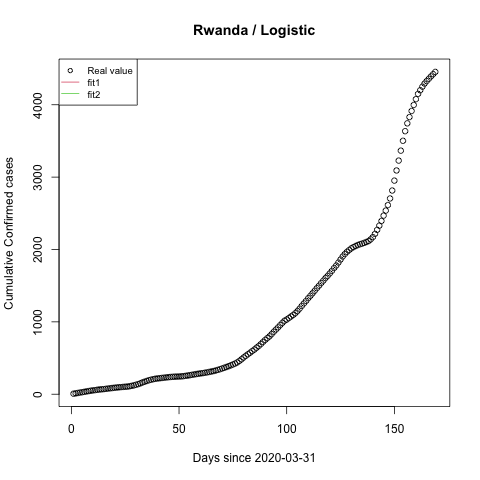 Rwanda / Logistic
Real value
fit1
fit2
Cumulative Confirmed cases
4000
3000
2000
1000
0
0 50 100 150
Days since 2020-03-31